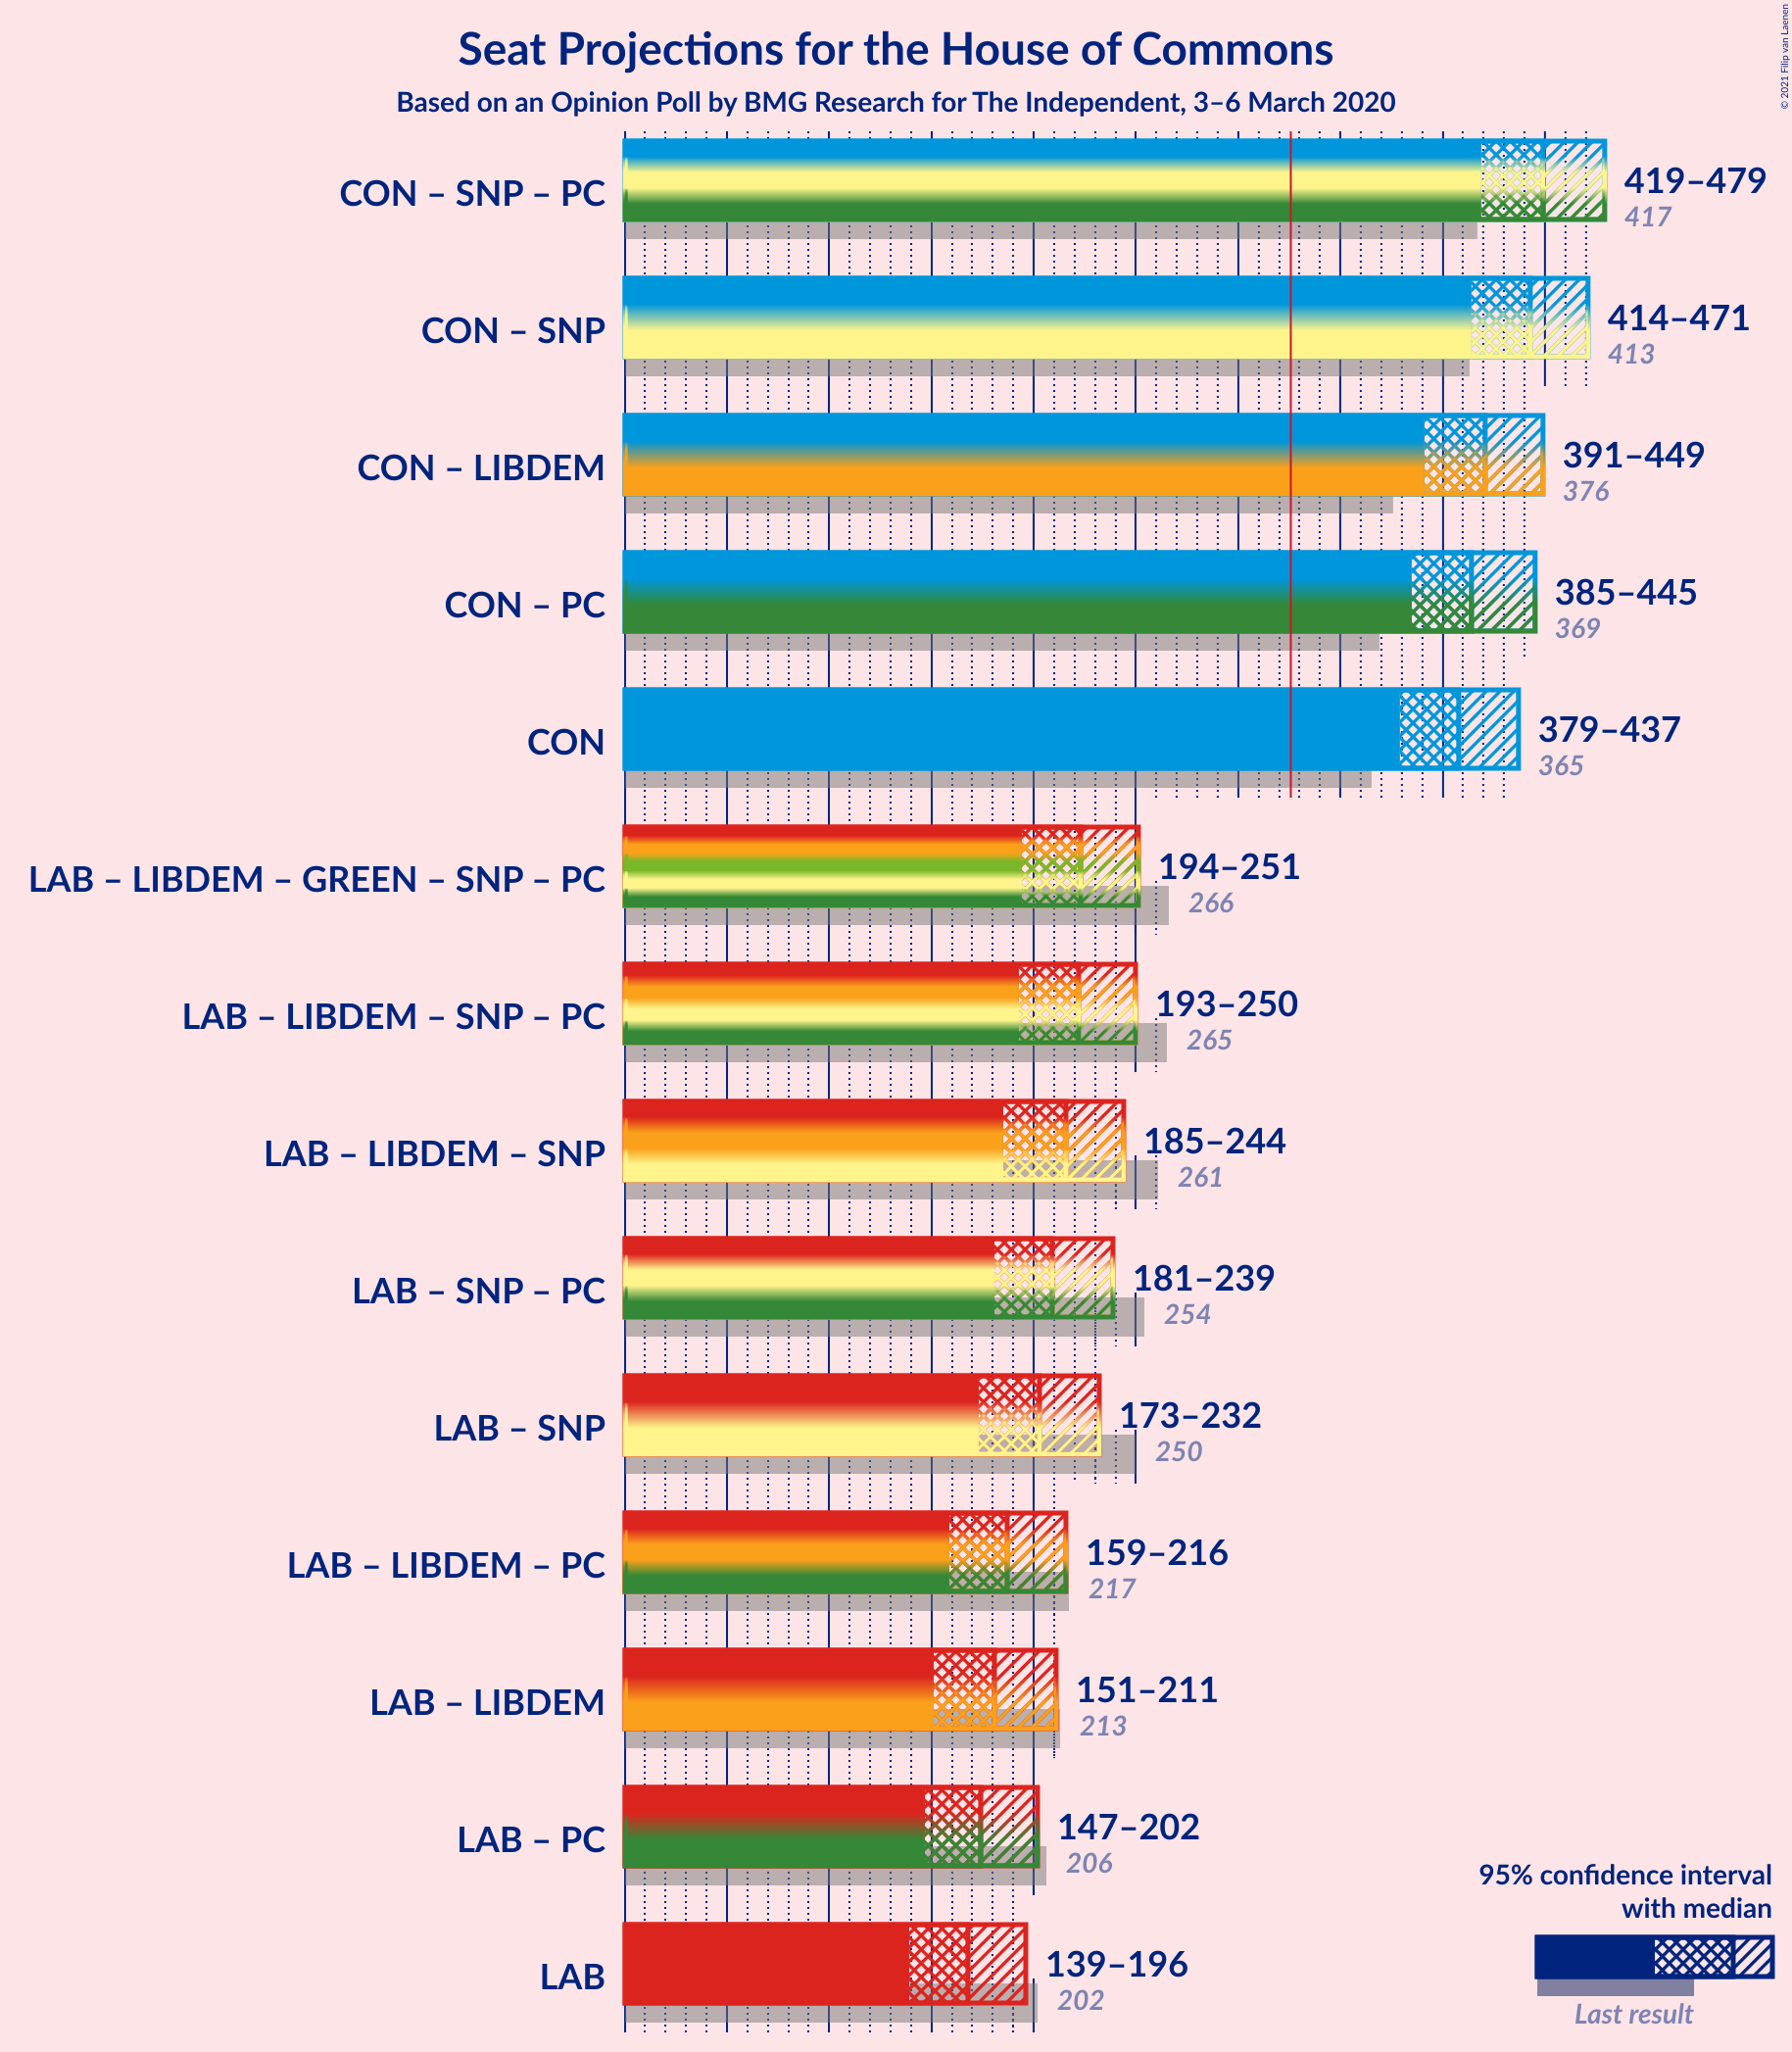 Seat Projections for the House of Commons
Based on an Opinion Poll by BMG Research for The Independent, 3–6 March 2020
© 2021 Filip van Laenen
CON – SNP – PC
419–479
417
CON – SNP
414–471
413
CON – LIBDEM
391–449
376
CON – PC
385–445
369
CON
379–437
365
LAB – LIBDEM – GREEN – SNP – PC
194–251
266
LAB – LIBDEM – SNP – PC
193–250
265
LAB – LIBDEM – SNP
185–244
261
LAB – SNP – PC
181–239
254
LAB – SNP
173–232
250
LAB – LIBDEM – PC
159–216
217
LAB – LIBDEM
151–211
213
LAB – PC
147–202
206
LAB
139–196
202
95% confidence interval
with median
Last result